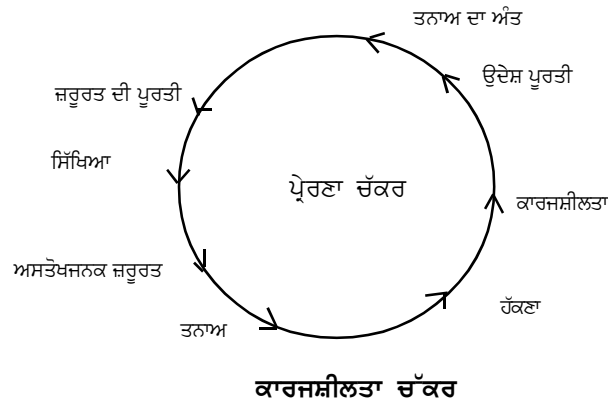 ਤਨਾਅ ਦਾ ਅੰਤ
ਉਦੇਸ਼ ਪੂਰਤੀ
ਜ਼ਰੂਰਤ ਦੀ ਪੂਰਤੀ
ਸਿੱਖਿਆ
ਪ੍ਰੇਰਣਾ ਚੱਕਰ
ਕਾਰਜਸ਼ੀਲਤਾ
ਅਸਤੋਖਜਨਕ ਜ਼ਰੂਰਤ
ਹੱਕਣਾ
ਤਨਾਅ
ਕਾਰਜਸ਼ੀਲਤਾ ਚੱਕਰ